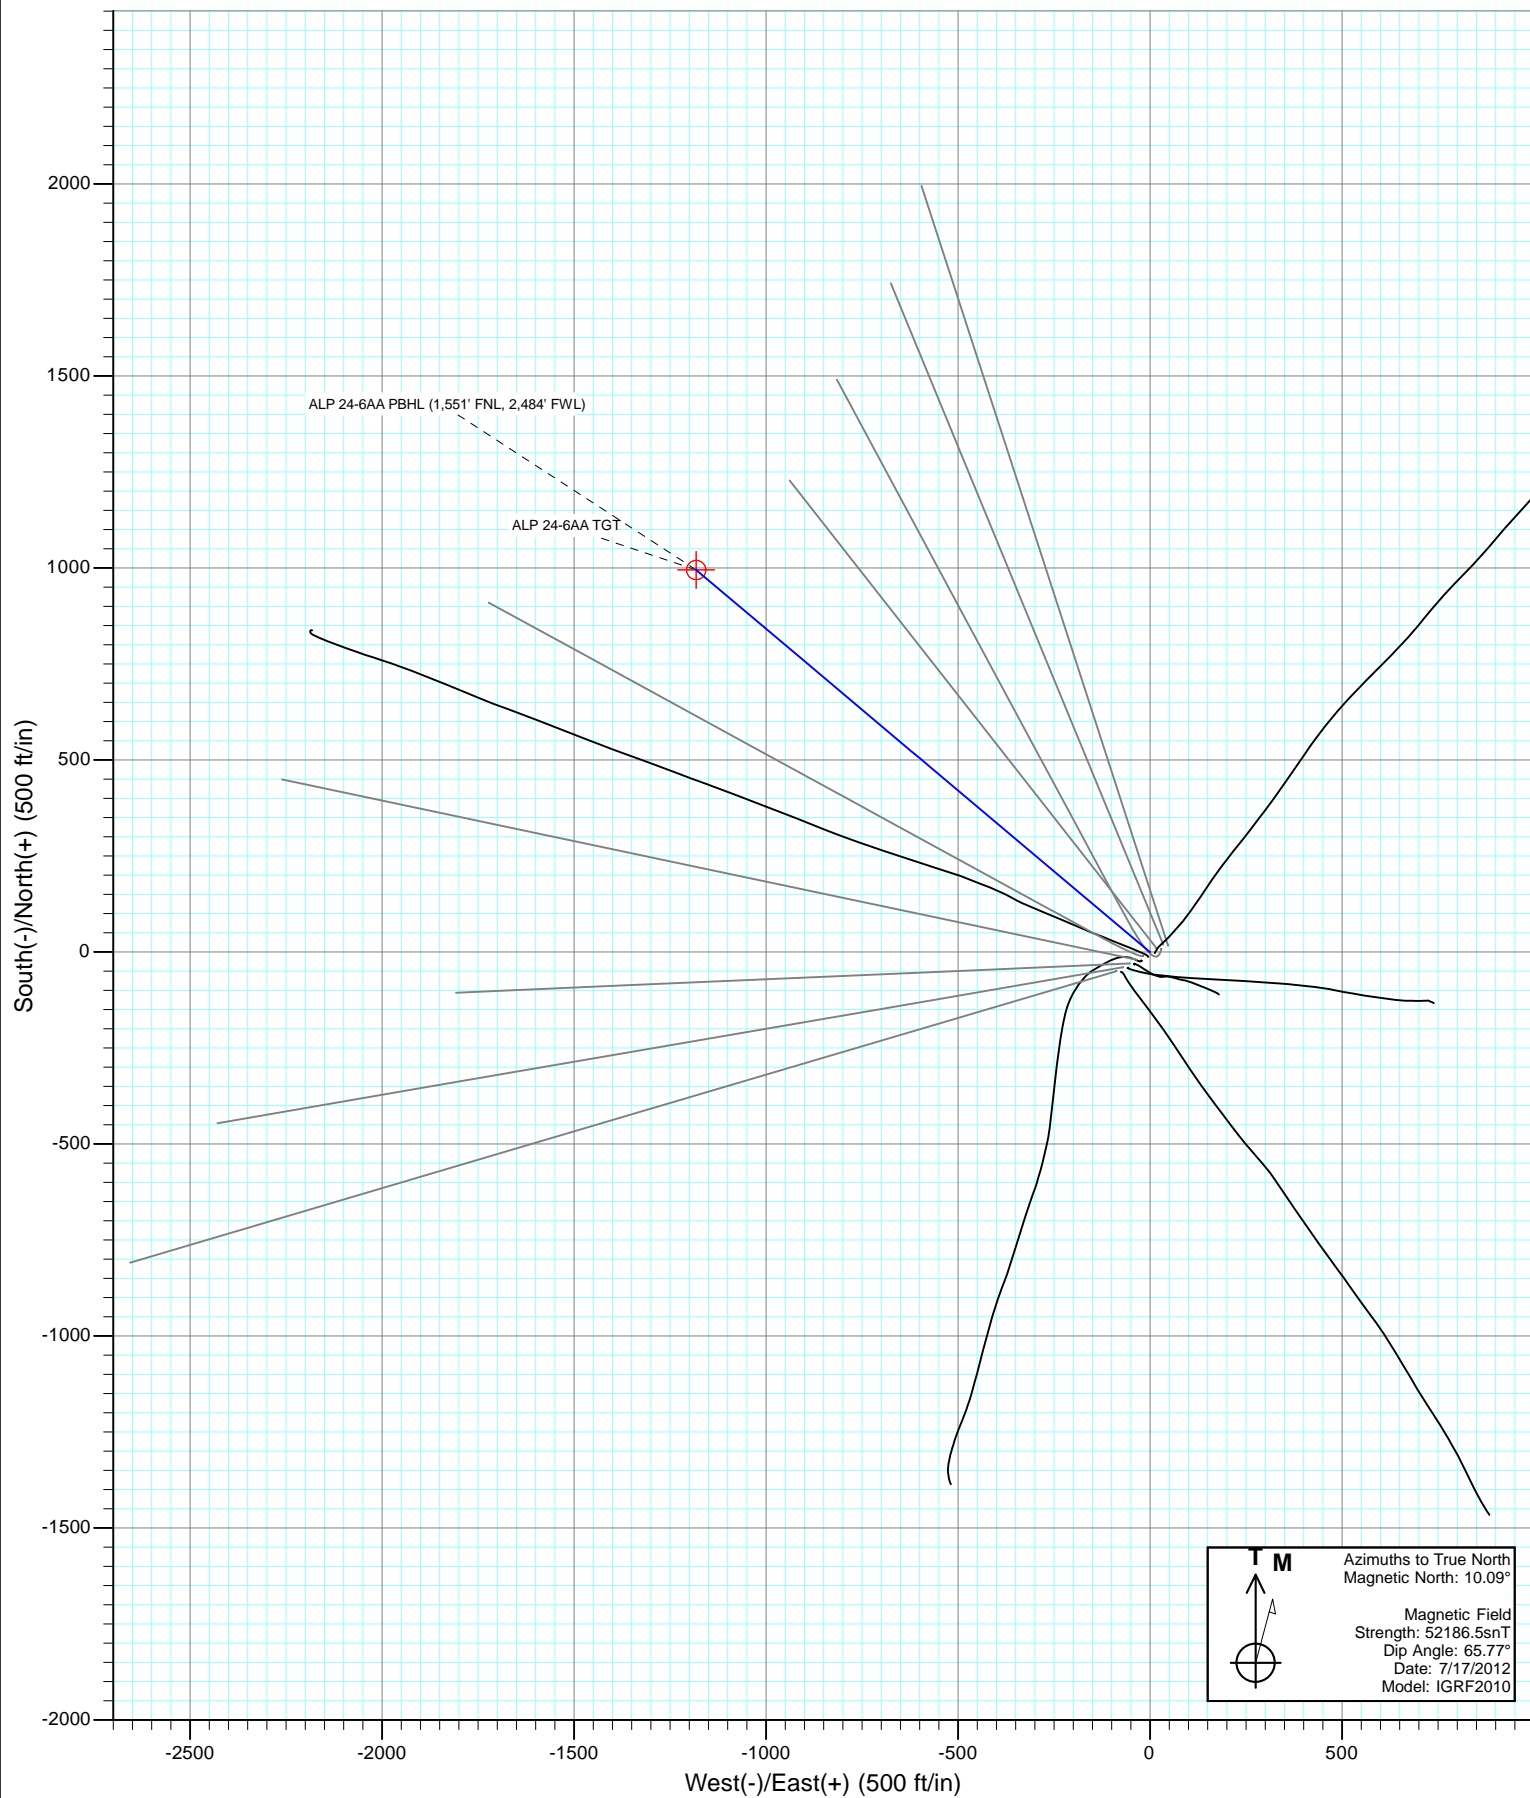 2000
1500
ALP 24-6AA PBHL (1,551' FNL, 2,484' FWL)
ALP 24-6AA TGT
1000
500
0
-500
-1000
-1500
-2000
South(-)/North(+) (500 ft/in)
T M
Azimuths to True North
Magnetic North: 10.09°
Magnetic Field
Strength: 52186.5snT
Dip Angle: 65.77°
Date: 7/17/2012
Model: IGRF2010
-2500 -2000 -1500 -1000 -500 0 500
West(-)/East(+) (500 ft/in)